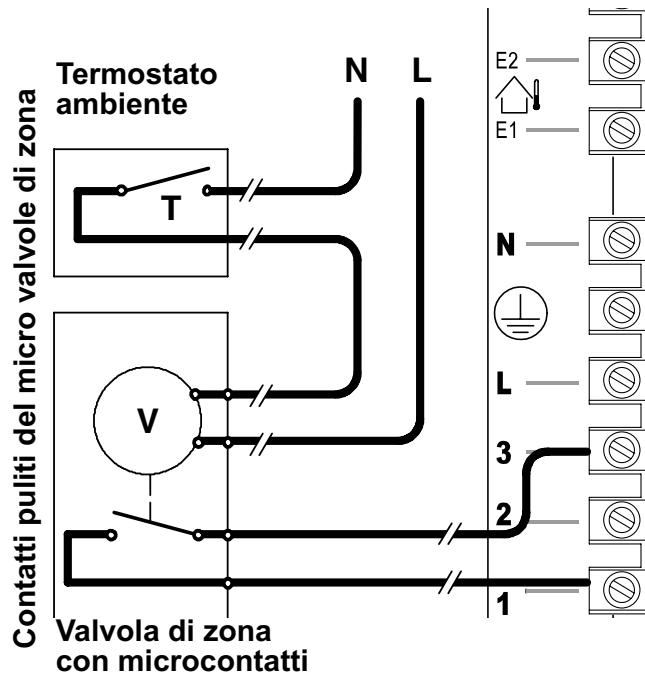 Contatti puliti del micro valvole di zona
Termostato
ambiente
N L
T
V
Valvola di zona
con microcontatti
E2
E1
N
L
3
2
1